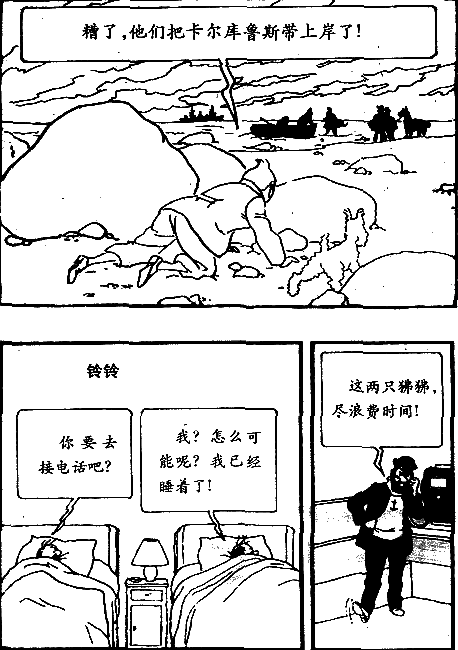 糟了,他们把卡尔库鲁斯带上岸了!
铃铃
你要去
接电话吧?
我?怎么可
能呢?我已经
睡着了!
这两只狒狒,
尽浪费时间!